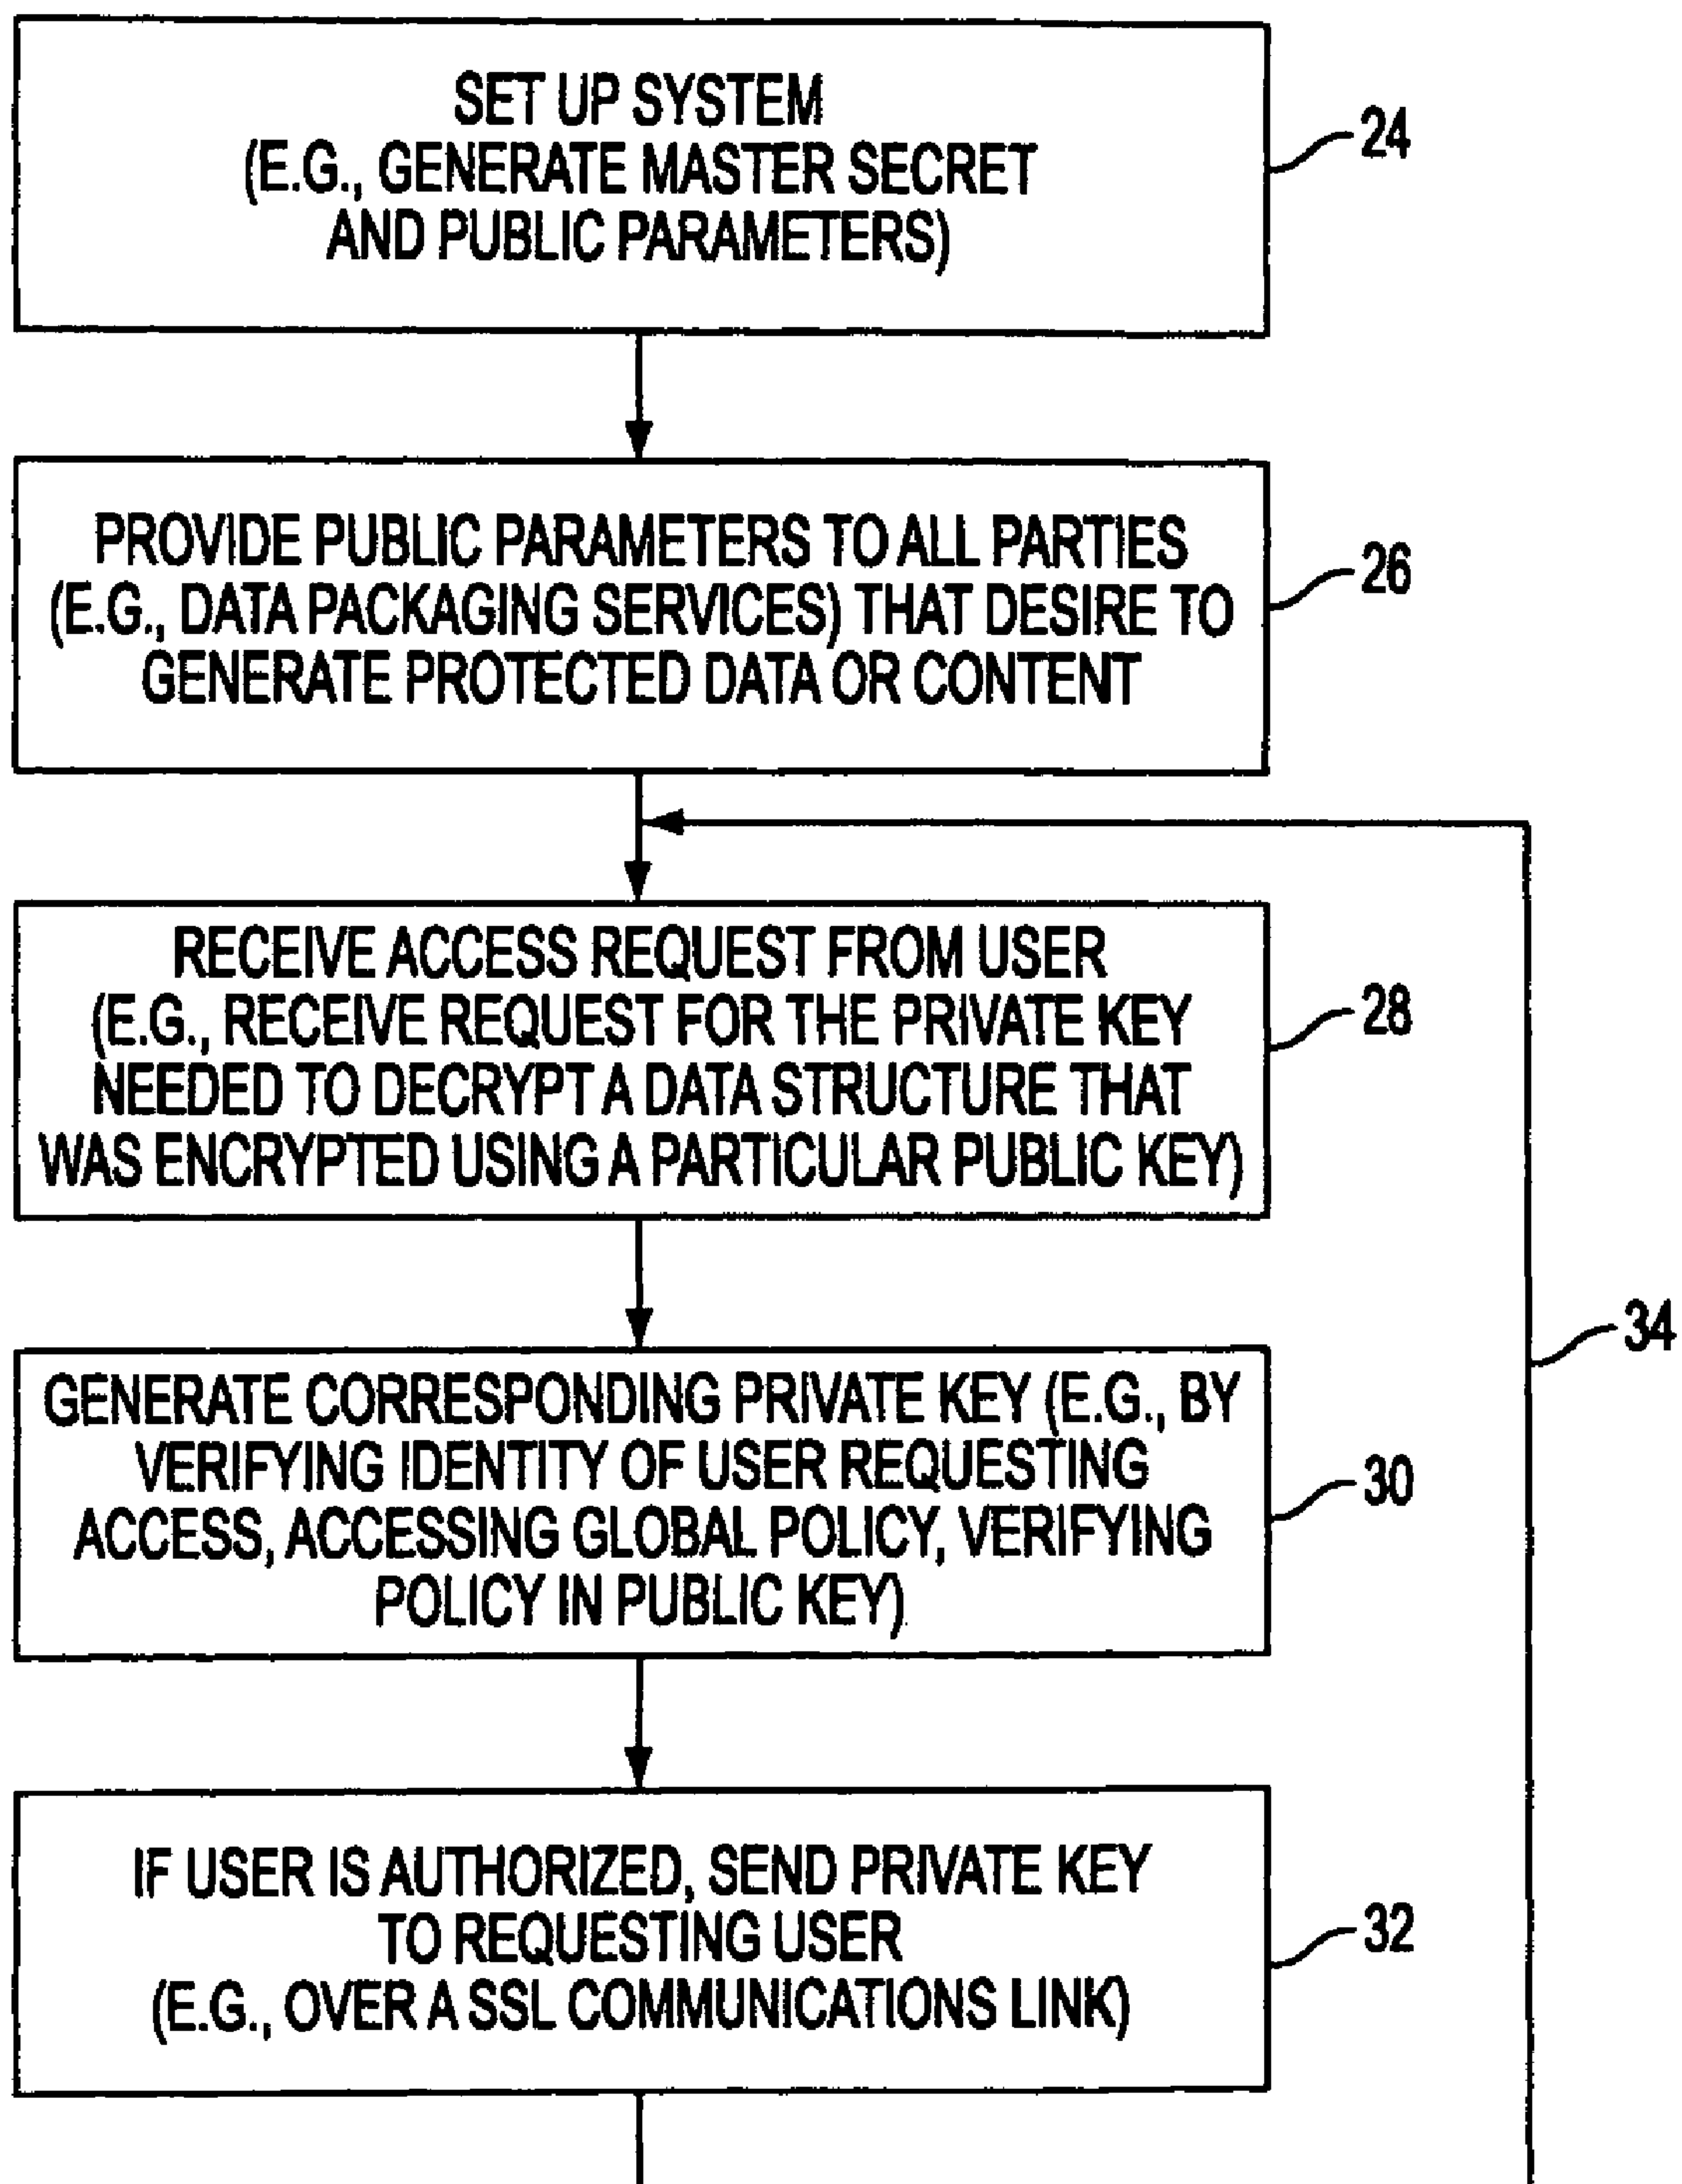 SET UP SYSTEM
(E.G., GENERATE MASTER SECRET
AND PUBLIC PARAMETERS)
24
PROVIDE PUBLIC PARAMETERS TO ALL PARTIES
(E.G., DATA PACKAGING SERVICES) THAT DESIRE TO
GENERATE PROTECTED DATA OR CONTENT
26
RECEIVE ACCESS REQUEST FROM USER
(E.G., RECEIVE REQUEST FOR THE PRIVATE KEY
NEEDED TO DECRYPT A DATA STRUCTURE THAT
WAS ENCRYPTED USING A PARTICULAR PUBLIC KEY)
28
34
GENERATE CORRESPONDING PRIVATE KEY (E.G., BY
VERIFYING IDENTITY OF USER REQUESTING
ACCESS, ACCESSING GLOBAL POLICY, VERIFYING
POLICY IN PUBLIC KEY)
30
IF USER IS AUTHORIZED, SEND PRIVATE KEY
TO REQUESTING USER
(E.G., OVER A SSL COMMUNICATIONS LINK)
32